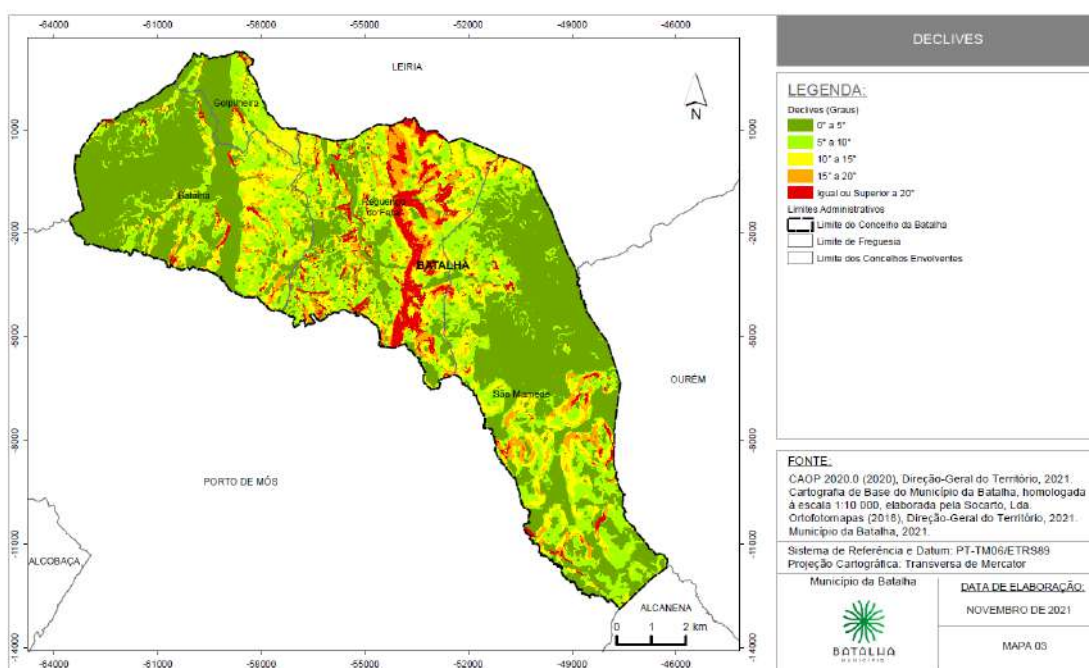 -64000 -61000 -58000 -55000 -52000 -49000 -46000
DECLIVES
LEIRIA
N
Golpilheira
Batalha
Reguengo
do Fetal
BATALHA
São Mamede
OURÉM
PORTO DE MÓS
ALCOBAÇA
ALCANENA
1000
-2000
-5000
-8000
-11000
-14000
1000
-2000
-5000
-8000
-11000
-14000
0 1 2 km
-64000 -61000 -58000 -55000 -52000 -49000 -46000
LEGENDA:
Declives (Graus)
0° a 5°
5° a 10°
10° a 15°
15° a 20°
Igual ou Superior a 20°
Limites Administrativos
Limite do Concelho da Batalha
Limite de Freguesia
Limite dos Concelhos Envolventes
FONTE:
CAOP 2020.0 (2020), Direção-Geral do Território, 2021.
Cartografia de Base do Município da Batalha, homologada
à escala 1:10 000, elaborada pela Socarto, Lda.
Ortofotomapas (2018), Direção-Geral do Território, 2021.
Município da Batalha, 2021.
Sistema de Referência e Datum: PT-TM06/ETRS89
Projeção Cartográfica: Transversa de Mercator
Município da Batalha
BATALHA
MUNICÍPIO
DATA DE ELABORAÇÃO:
NOVEMBRO DE 2021
MAPA 03